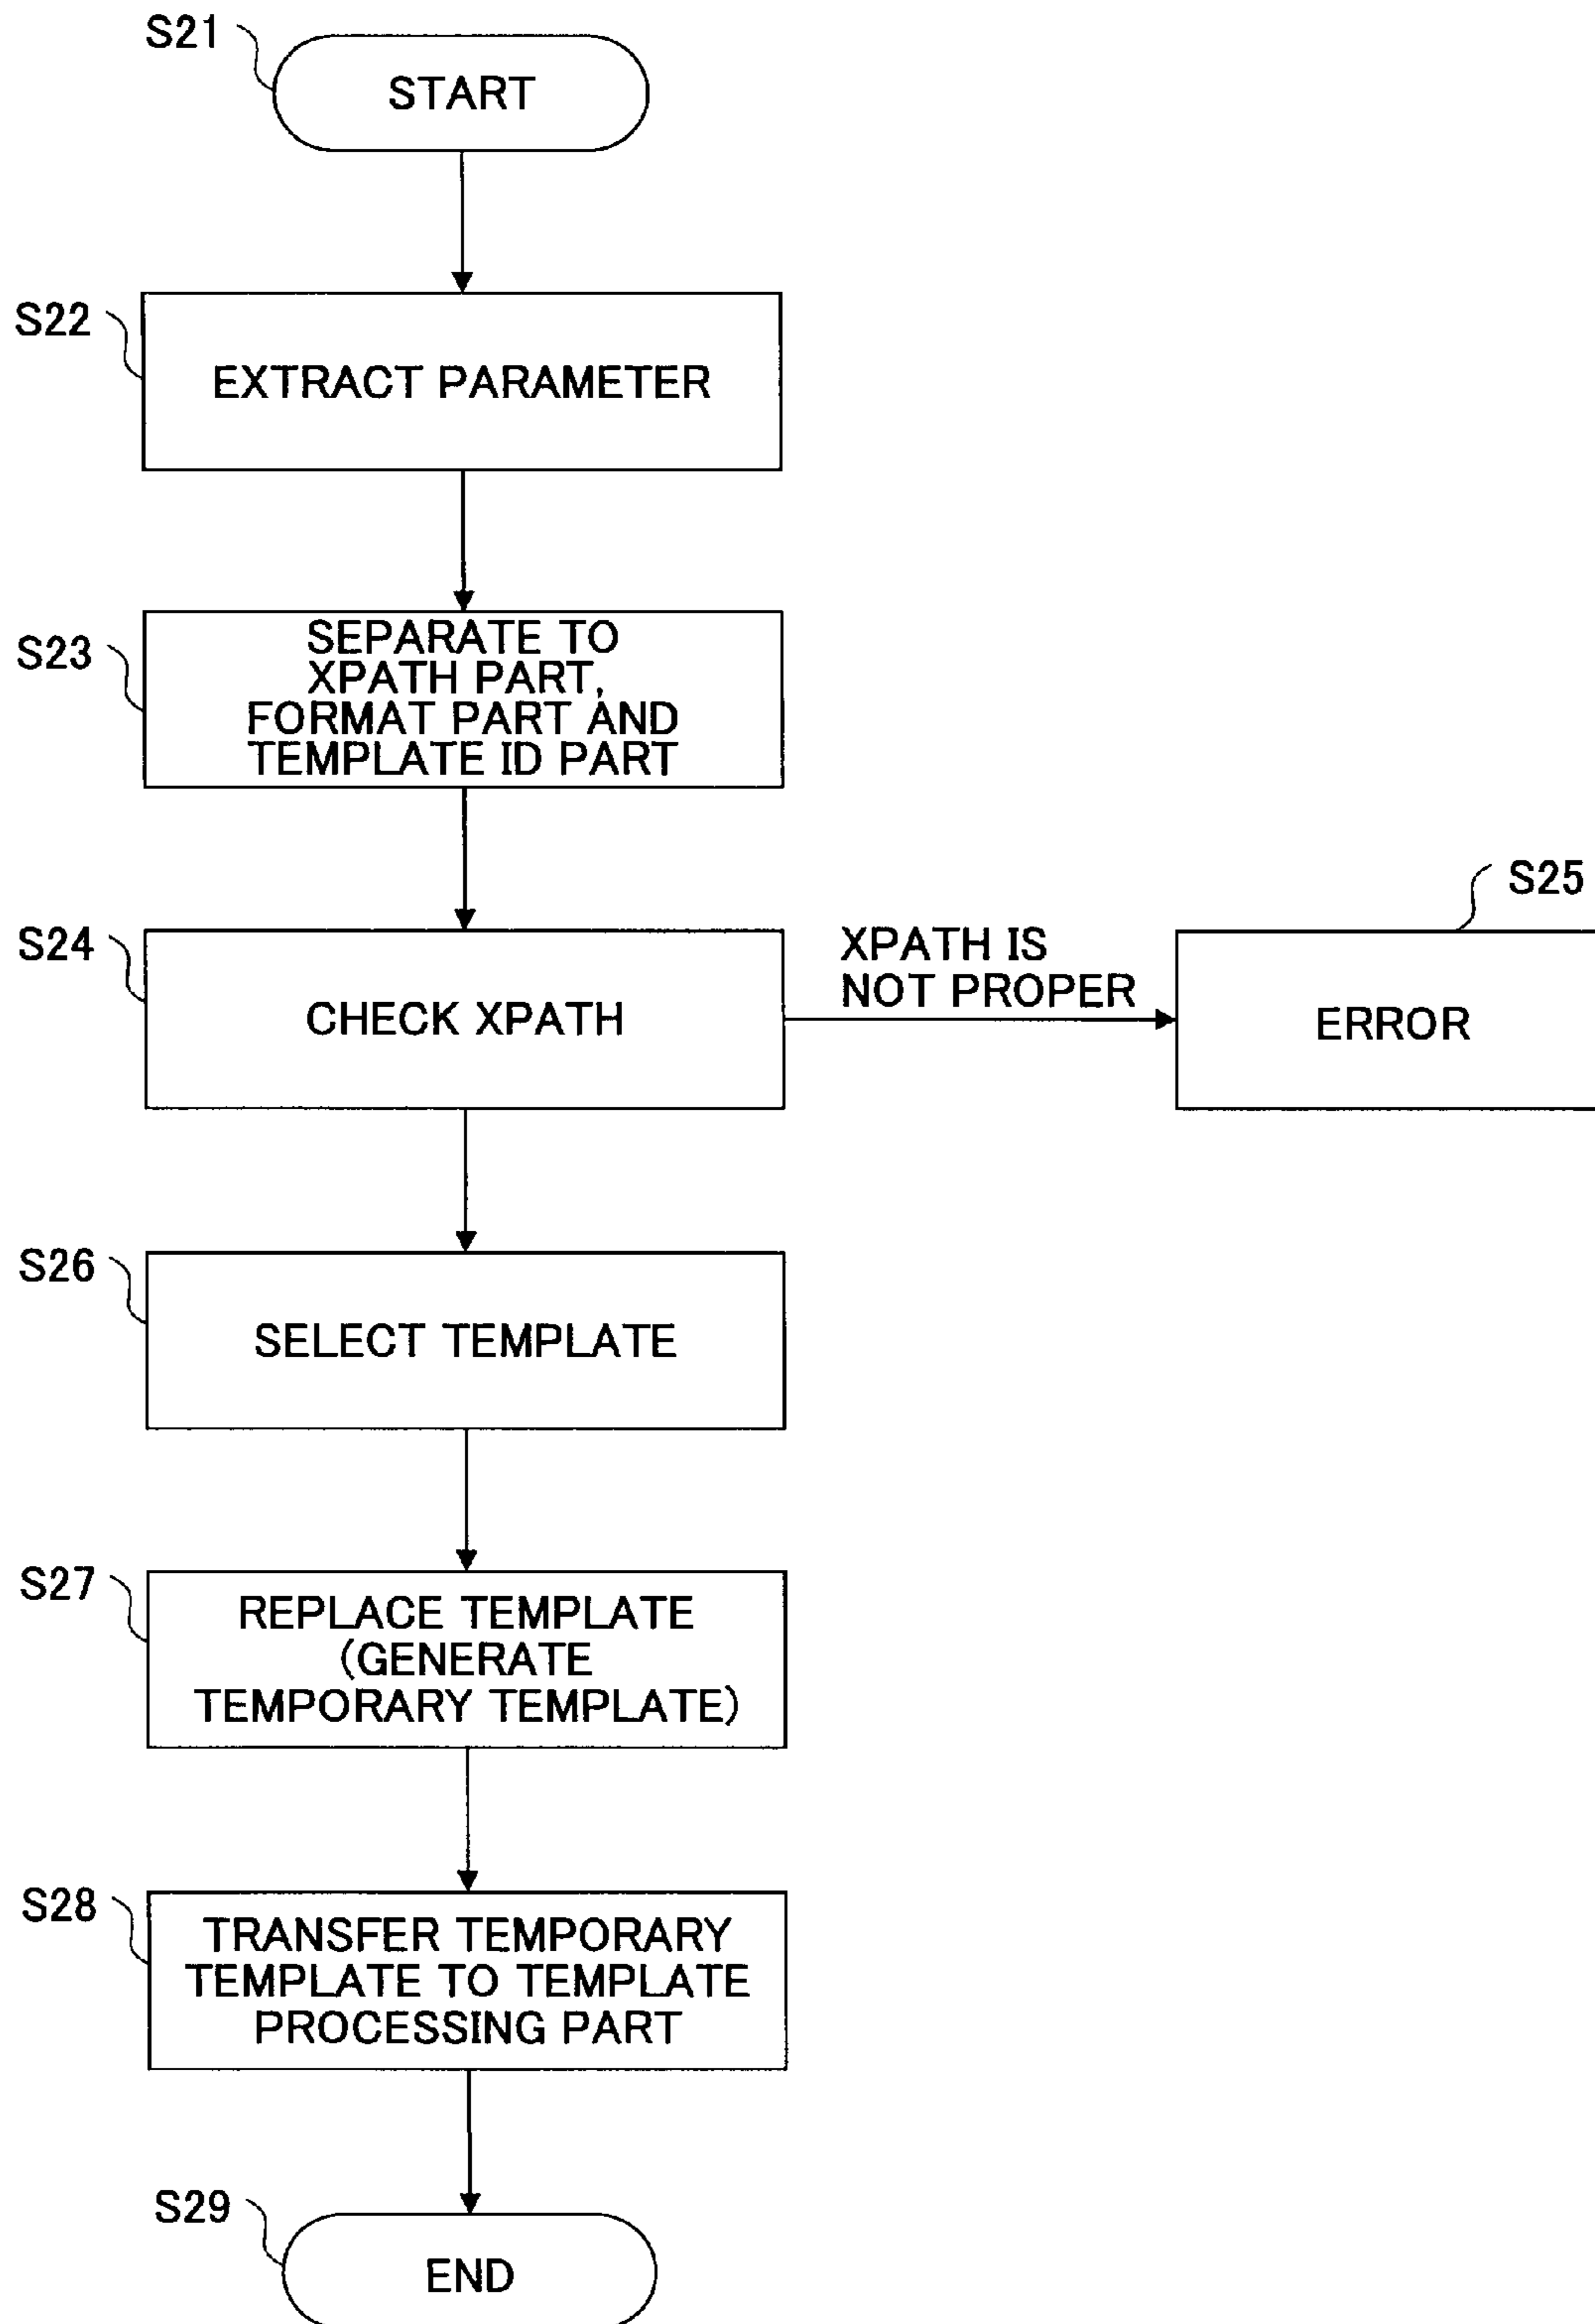 S21
START
S22
EXTRACT PARAMETER
S23
SEPARATE TO
XPATH PART,
FORMAT PART AND
TEMPLATE ID PART
S24
CHECK XPATH
XPATH IS
NOT PROPER
S25
ERROR
S26
SELECT TEMPLATE
S27
REPLACE TEMPLATE
(GENERATE
TEMPORARY TEMPLATE)
S28
TRANSFER TEMPORARY
TEMPLATE TO TEMPLATE
PROCESSING PART
S29
END